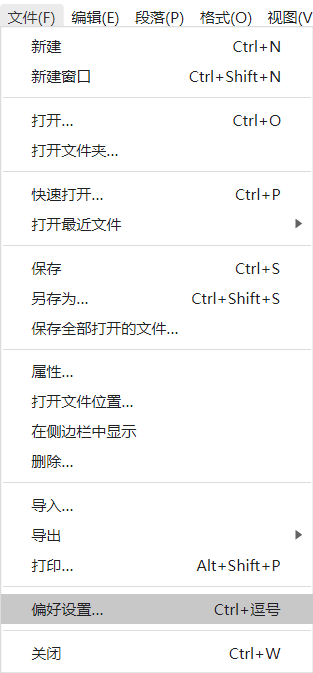 文件(F) 编辑(E) 段落(P) 格式(O) 视图(V
新建 Ctrl+N
新建窗口 Ctrl+Shift+N
打开... Ctrl+O
打开文件夹...
快速打开... Ctrl+P
打开最近文件
保存 Ctrl+S
另存为... Ctrl+Shift+S
保存全部打开的文件...
属性...
打开文件位置...
在侧边栏中显示
删除...
导入...
导出
打印... Alt+Shift+P
偏好设置... Ctrl+逗号
关闭 Ctrl+W